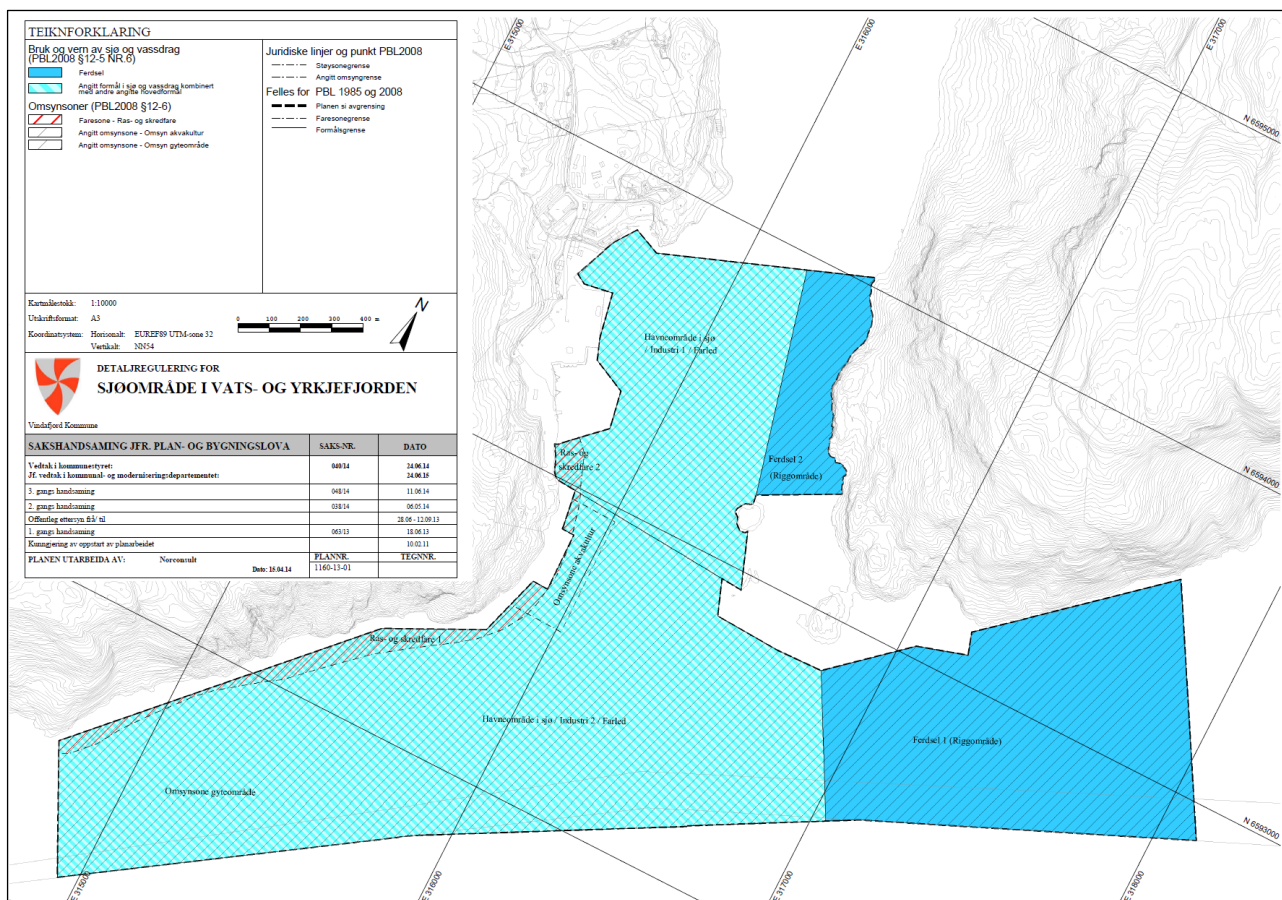 TEIKNFORKLARING
Bruk og vern av sjø og vassdrag
(PBL2008 §12-5 NR.6)
Ferdsel
Angitt formål i sjø og vassdrag kombinert
med andre angitte hovedformål
Omsynsoner (PBL2008 §12-6)
Faresone - Ras- og skredfare
Angitt omsynsone - Omsyn akvakultur
Angitt omsynsone - Omsyn gyteområde
Juridiske linjer og punkt PBL2008
Støysonegrense
Angitt omsyngrense
Felles for PBL 1985 og 2008
Planen si avgrensing
Faresonegrense
Formålsgrense
Kartmålestokk: 1:10000
Utskriftsformat: A3
Koordinatsystem: Horisonalt: EUREF89 UTM-sone 32
Vertikalt: NN54
0 100 200 300 400 m
N
DETALJREGULERING FOR
SJØOMRÅDE I VATS- OG YRKJEFJORDEN
Vindafjord Kommune
SAKSHANDSAMING JFR. PLAN- OG BYGNINGSLOVA SAKS-NR. DATO
Vedtak i kommunestyret: 040/14 24.06.14
Jf. vedtak i kommunal- og moderniseringsdepartementet: 24.06.15
3. gangs handsaming 048/14 11.06.14
2. gangs handsaming 038/14 06.05.14
Offentleg ettersyn frå/ til 28.06 - 12.09.13
1. gangs handsaming 063/13 18.06.13
Kunngjering av oppstart av planarbeidet 10.02.11
PLANEN UTARBEIDA AV: Norconsult PLANNR. TEGNNR.
Dato: 15.04.14 1160-13-01
E 315000
E 316000
E 317000
N 6595000
Havneområde i sjø
/ Industri 1 / Farled
Ras- og
skredfare 2
Ferdsel 2
(Riggområde)
N 6594000
Omsynsone akvakultur
Ras- og skredfare 1
Havneområde i sjø / Industri 2 / Farled
Ferdsel 1 (Riggområde)
Omsynsone gyteområde
N 6593000
E 315000
E 316000
E 317000
E 318000